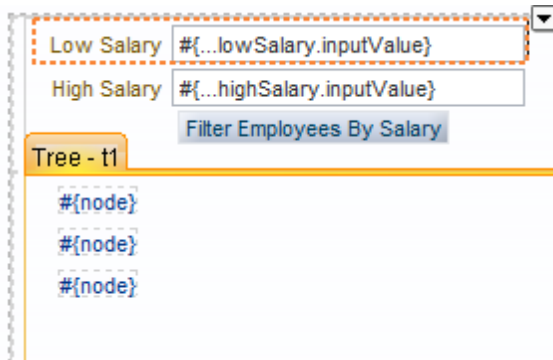 Low Salary #{...lowSalary.inputValue}
High Salary #{...highSalary.inputValue}
Filter Employees By Salary
Tree - t1
#{node}
#{node}
#{node}